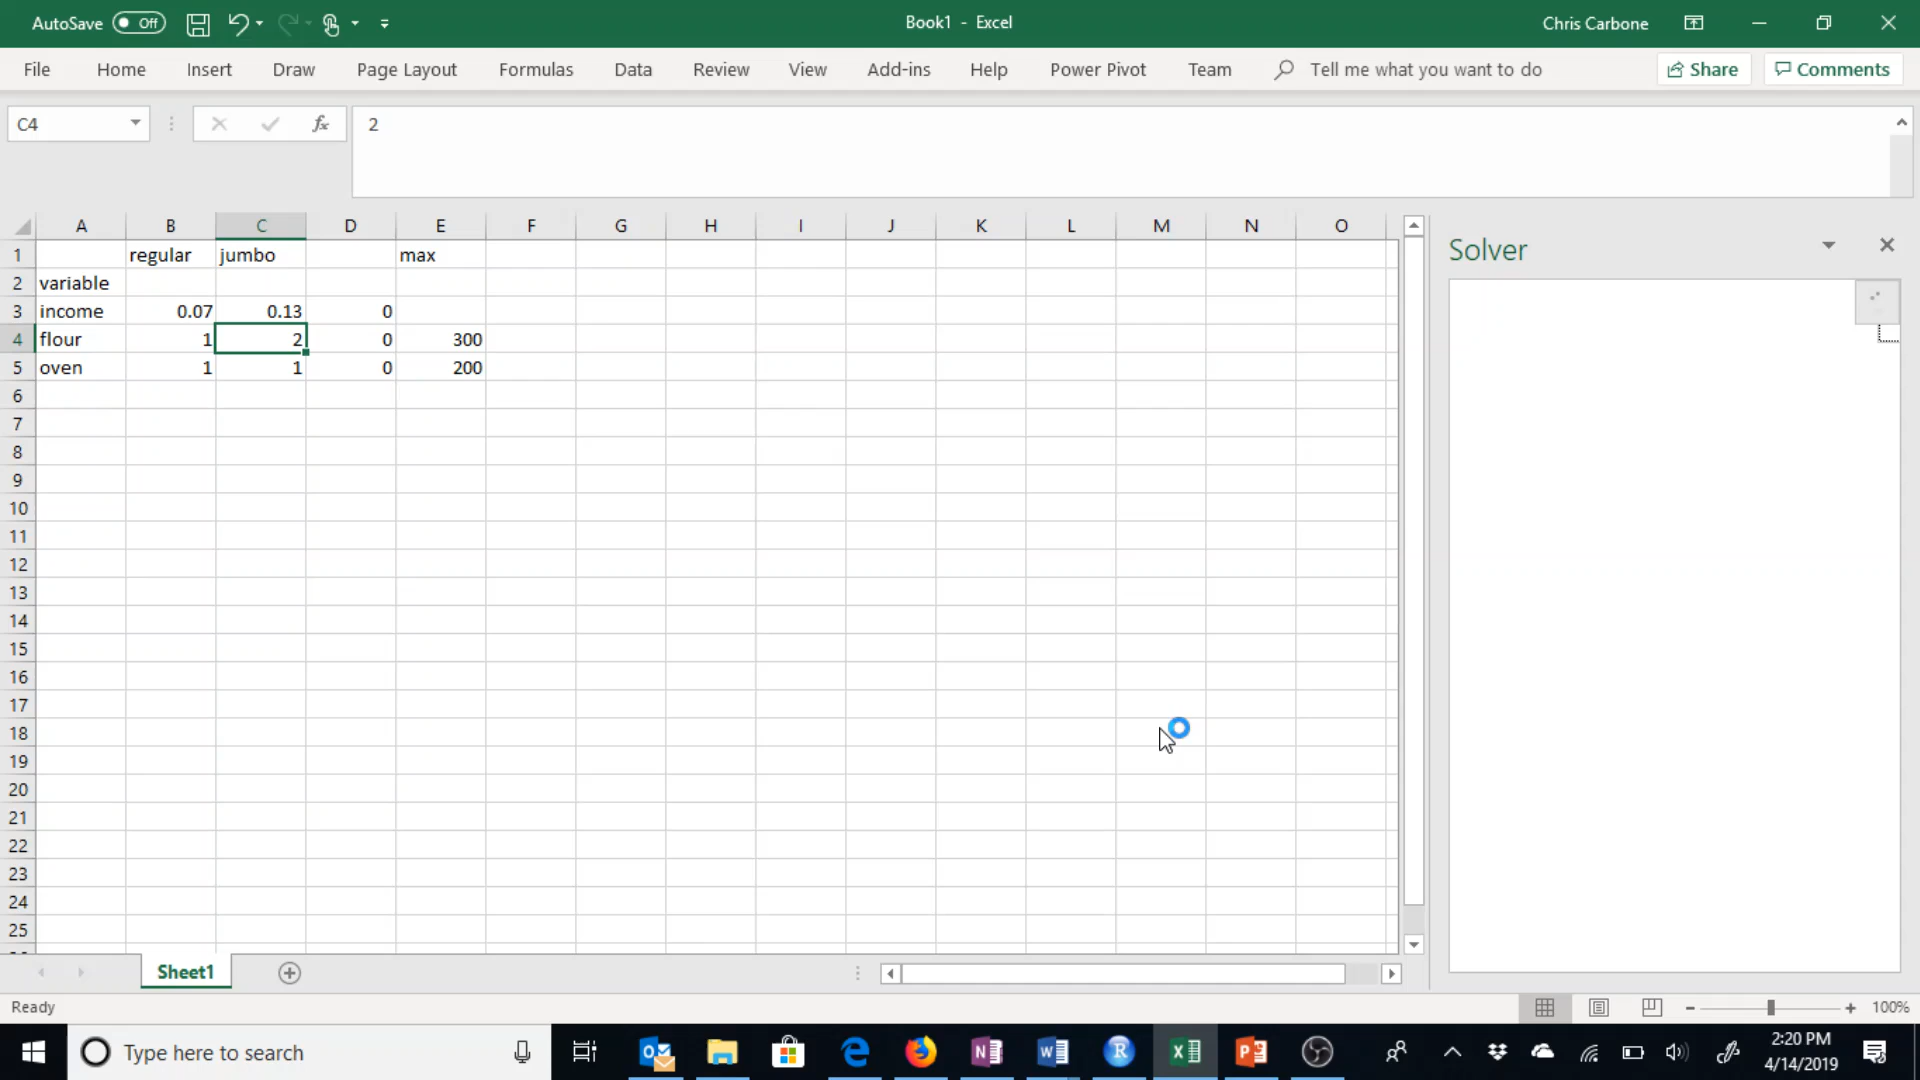 AutoSave Off
Book1 - Excel
Chris Carbone
File Home Insert Draw Page Layout Formulas Data Review View Add-ins Help Power Pivot Team Tell me what you want to do Share Comments
C4 fx 2
A B C D E F G H I J K L M N O
1 regular jumbo max
2 variable
3 income 0.07 0.13 0
4 flour 1 2 0 300
5 oven 1 1 0 200
6
7
8
9
10
11
12
13
14
15
16
17
18
19
20
21
22
23
24
25
Solver
Sheet1
Ready
100%
Type here to search
2:20 PM
4/14/2019